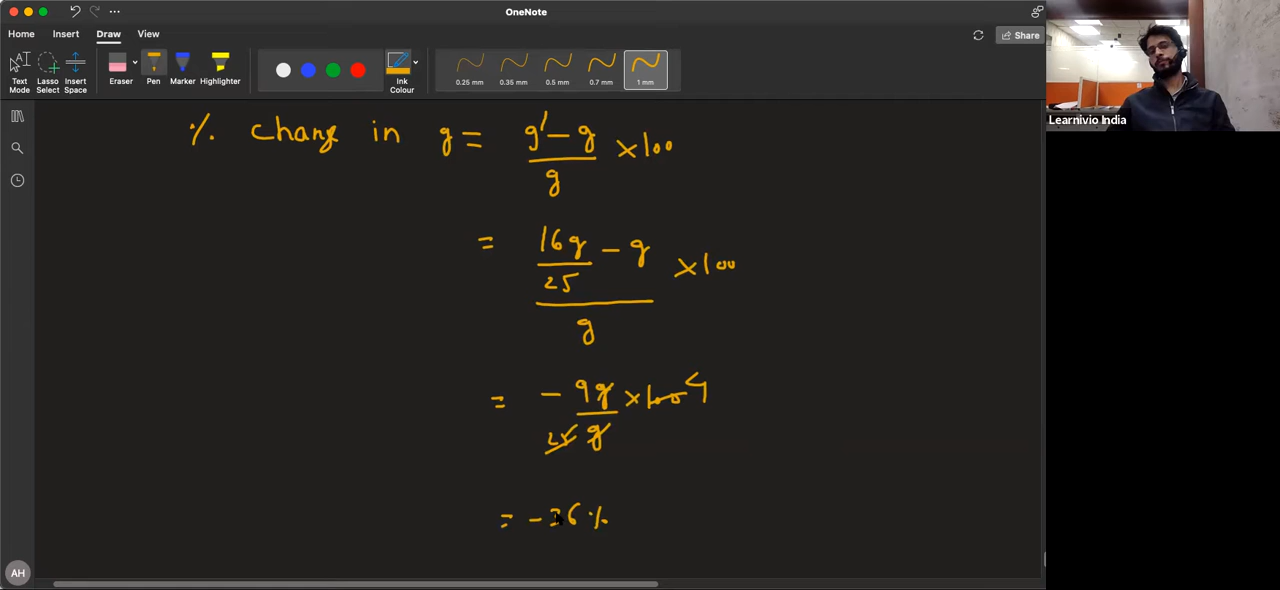 OneNote
Home Insert Draw View
Share
Text Mode
Lasso Select
Insert Space
Eraser
Pen
Marker
Highlighter
Ink Colour
0.25 mm
0.35 mm
0.5 mm
0.7 mm
1 mm
Learnivio India
% change in g = g' - g / g × 100
= 16g / 25 - g / g × 100
= - 9g / 25 g × 100 4
= - 36 %
AH